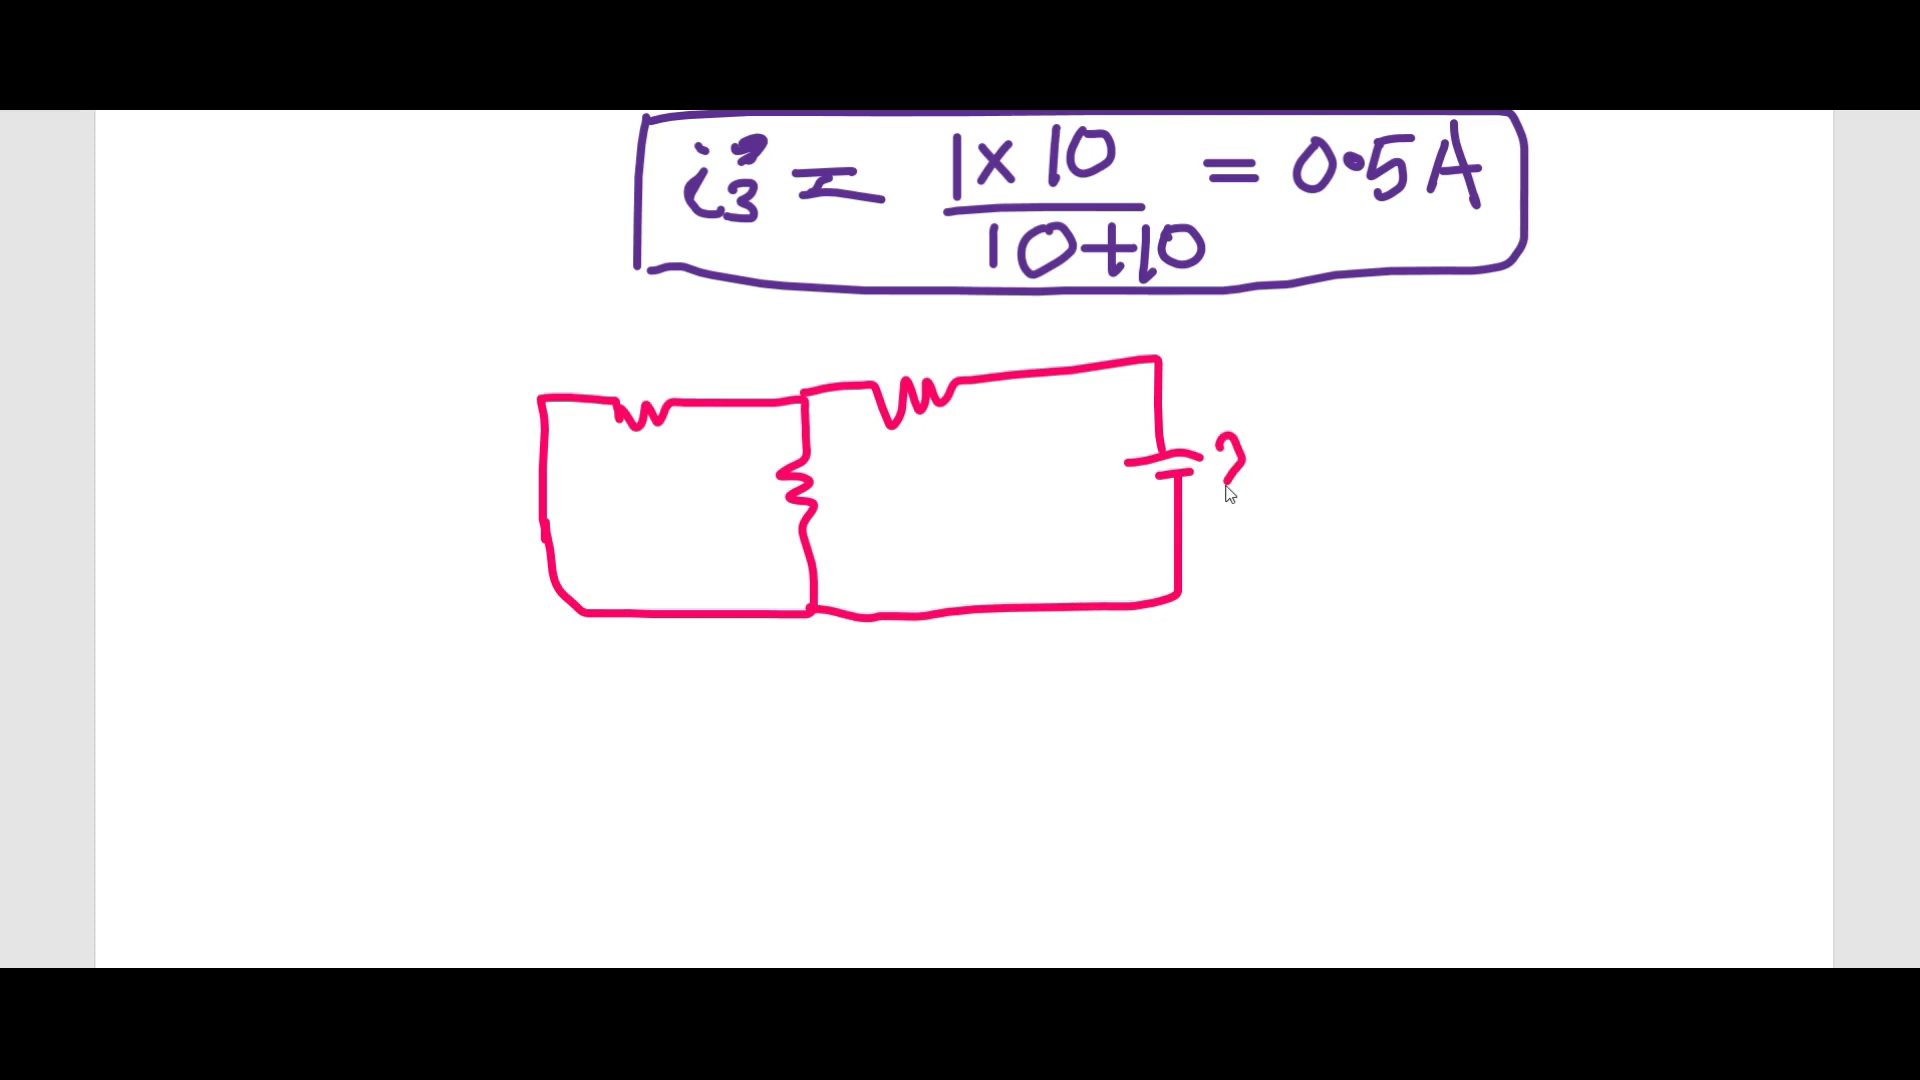 i₃" = 1 x 10 / 10+10 = 0.5A
?